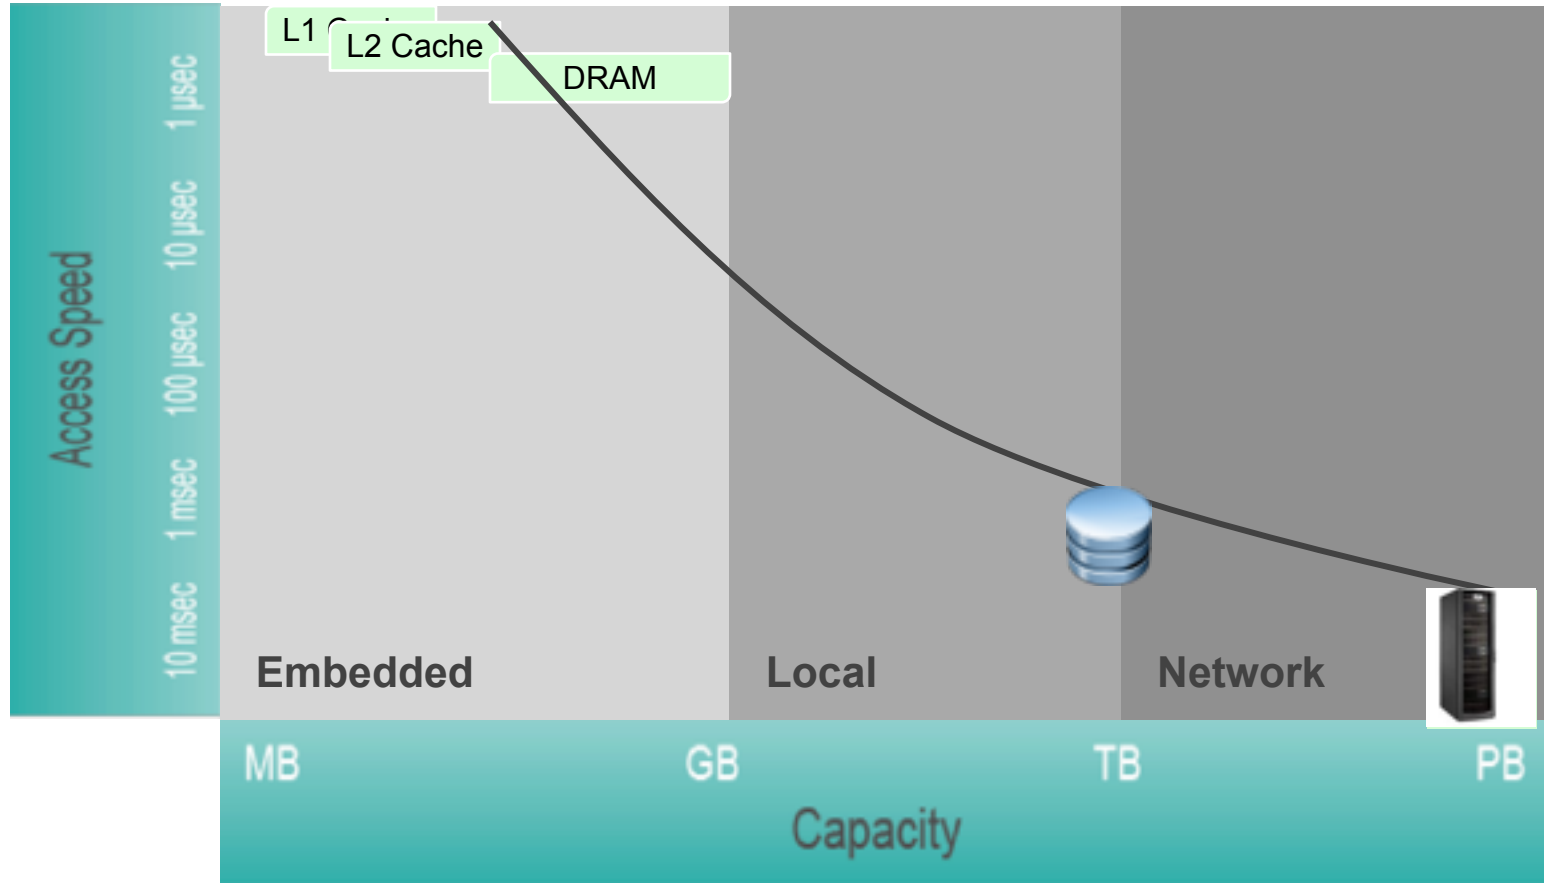 L1
L2 Cache
DRAM
Access Speed
1 µsec
10 µsec
100 µsec
1 msec
10 msec
Embedded
Local
Network
MB
GB
TB
PB
Capacity